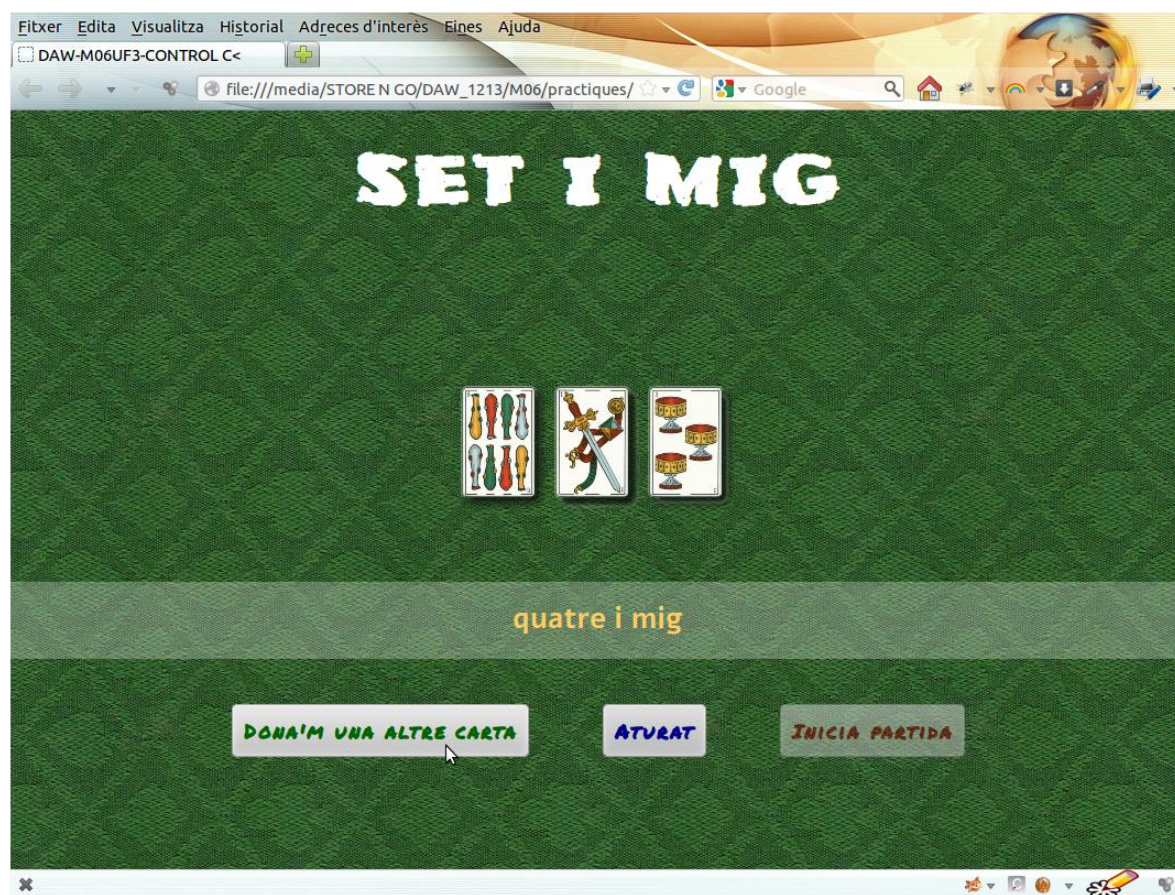 Fitxer Edita Visualitza Historial Adreces d'interès Eines Ajuda
DAW-M06UF3-CONTROL C<
file:///media/STORE N GO/DAW_1213/M06/practiques/ Google
SET I MIG
quatre i mig
DONA'M UNA ALTRE CARTA ATURAT INICIA PARTIDA